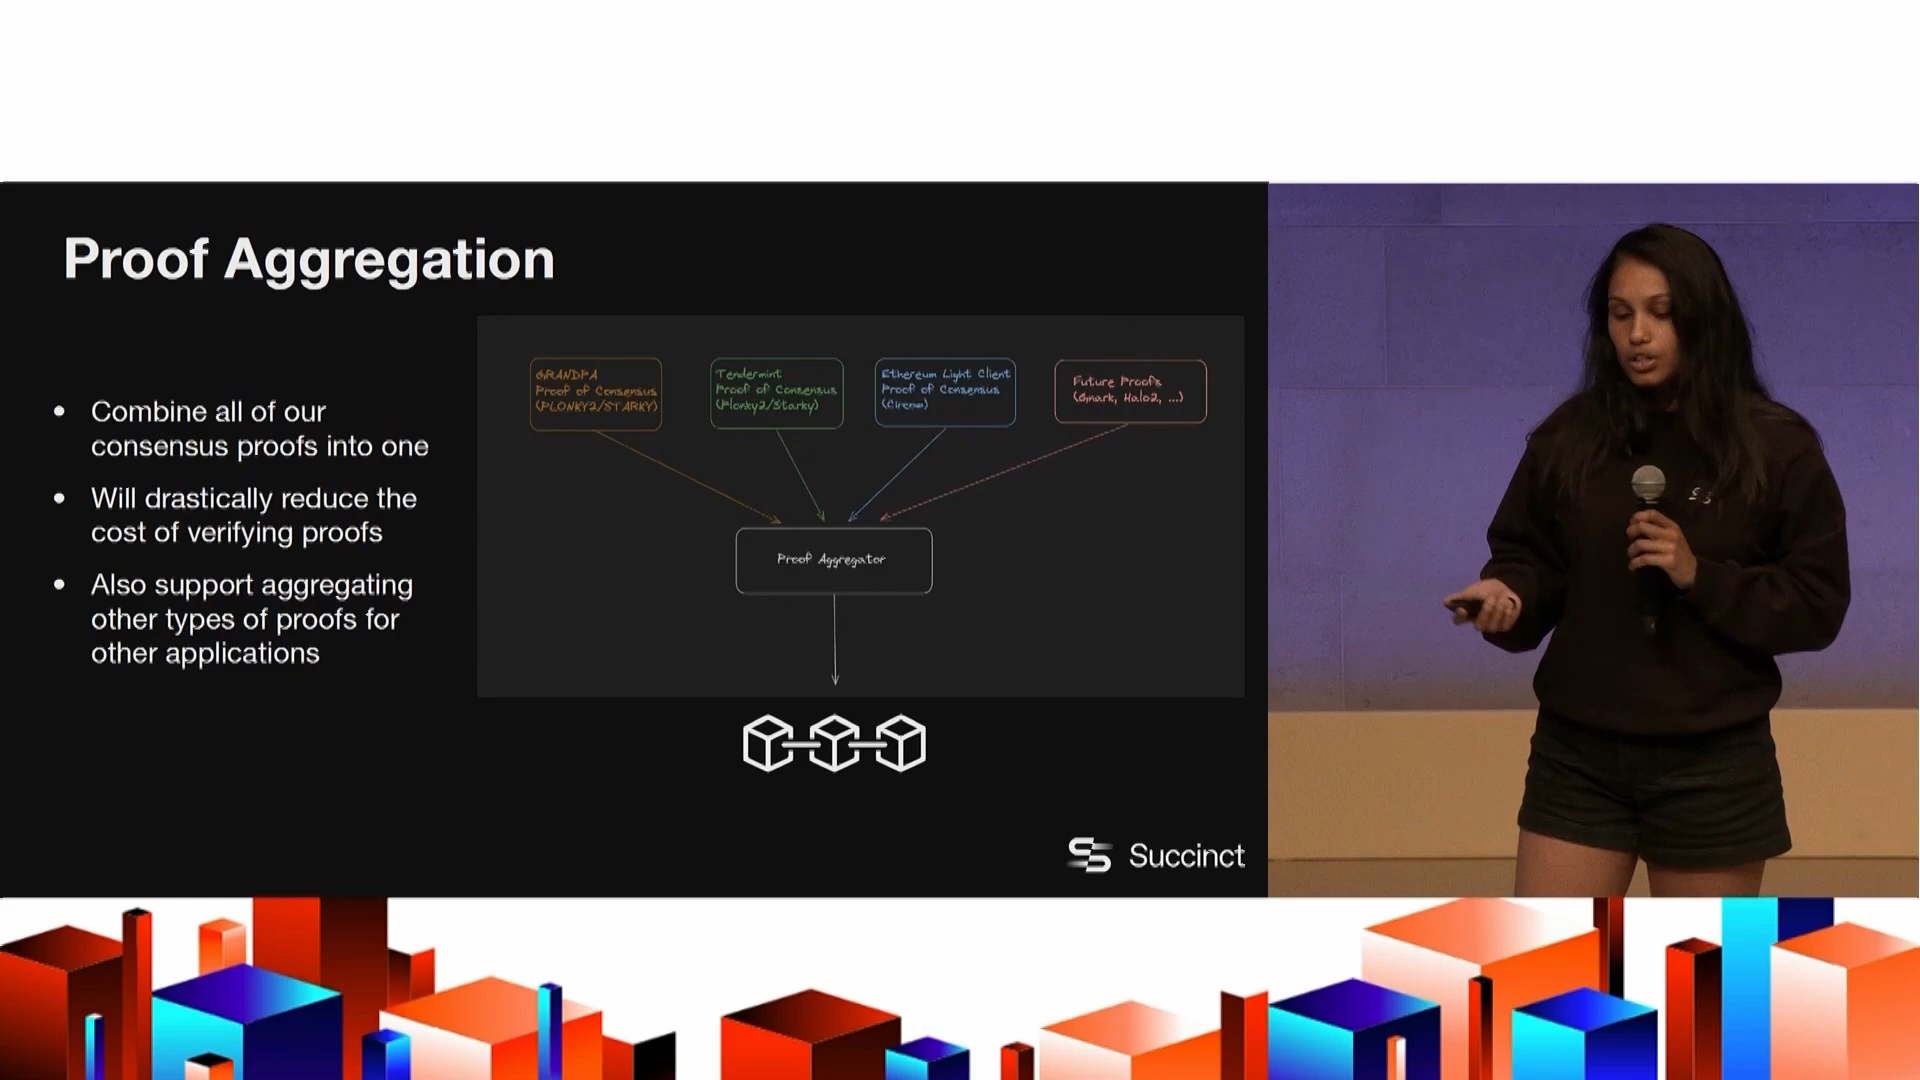 Proof Aggregation
• Combine all of our
consensus proofs into one
• Will drastically reduce the
cost of verifying proofs
• Also support aggregating
other types of proofs for
other applications
GRANDPA
Proof of Consensus
(PLONKY2/STARKY)
Tendermint
Proof of Consensus
(Plonky2/Starky)
Ethereum Light Client
Proof of Consensus
(Circom)
Future Proofs
(Gnark, Halo2, ...)
Proof Aggregator
Succinct